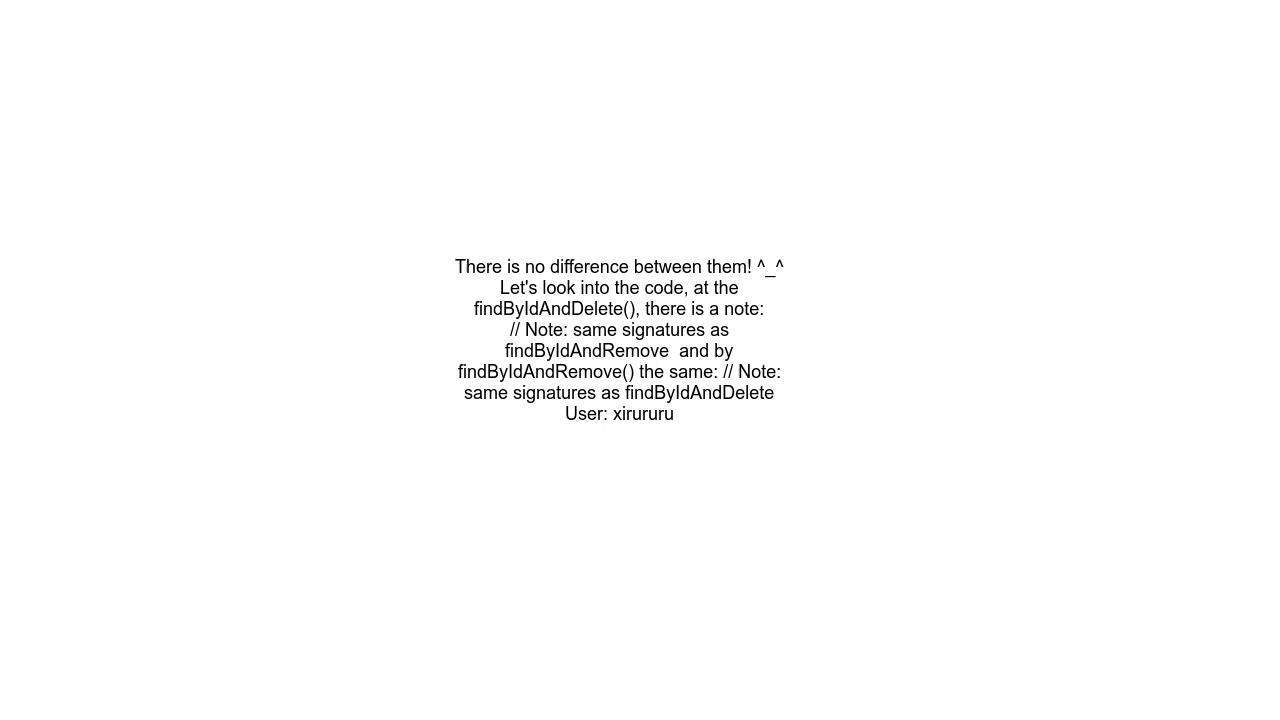 There is no difference between them! ^_^
Let's look into the code, at the
findByIdAndDelete(), there is a note:
// Note: same signatures as
findByIdAndRemove  and by
findByIdAndRemove() the same: // Note:
same signatures as findByIdAndDelete
User: xirururu